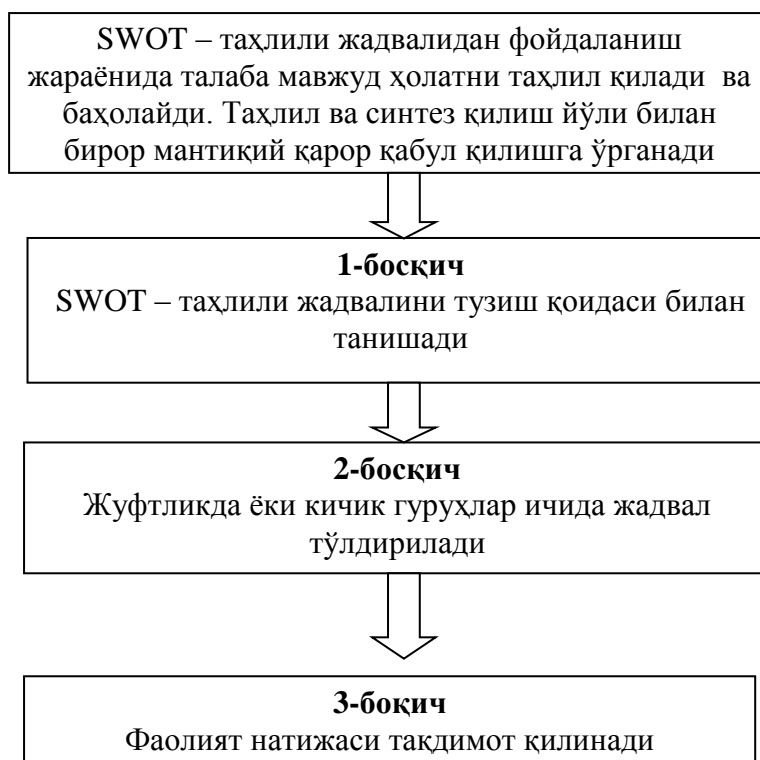 SWOT – таҳлили жадвалидан фойдаланиш
жараёнида талаба мавжуд ҳолатни таҳлил қилади ва
баҳолайди. Таҳлил ва синтез қилиш йўли билан
бирор мантиқий қарор қабул қилишга ўрганади
1-босқич
SWOT – таҳлили жадвалини тузиш қоидаси билан
танишади
2-босқич
Жуфтликда ёки кичик гуруҳлар ичида жадвал
тўлдирилади
3-боқич
Фаолият натижаси тақдимот қилинади